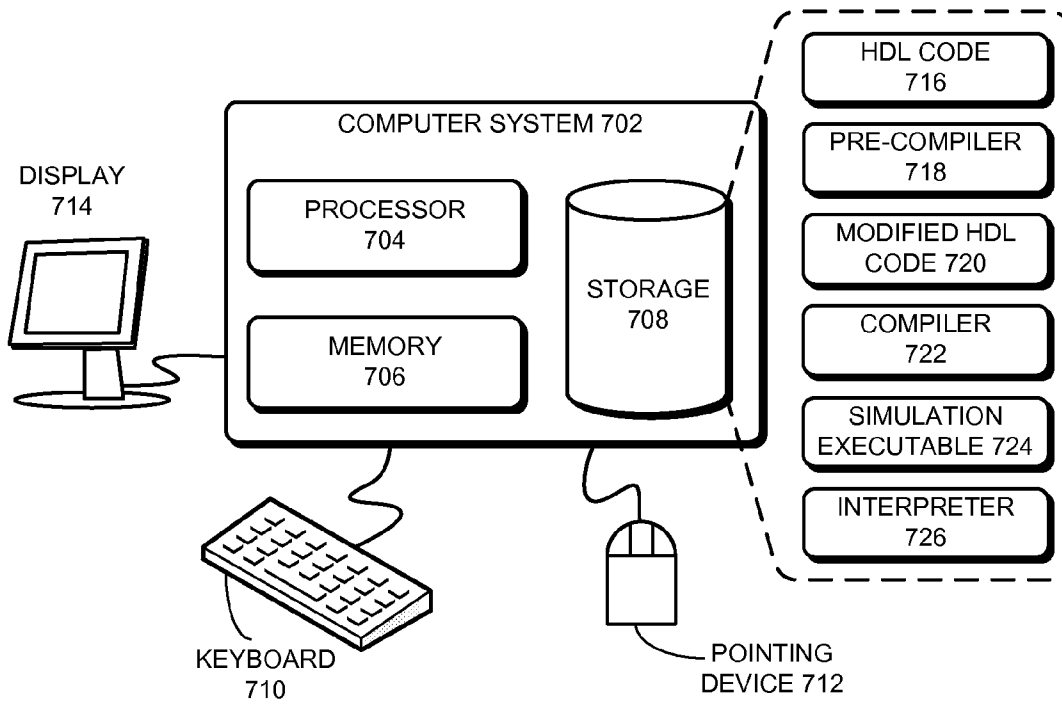 COMPUTER SYSTEM 702
PROCESSOR
704
MEMORY
706
STORAGE
708
DISPLAY
714
KEYBOARD
710
POINTING
DEVICE 712
HDL CODE
716
PRE-COMPILER
718
MODIFIED HDL
CODE 720
COMPILER
722
SIMULATION
EXECUTABLE 724
INTERPRETER
726